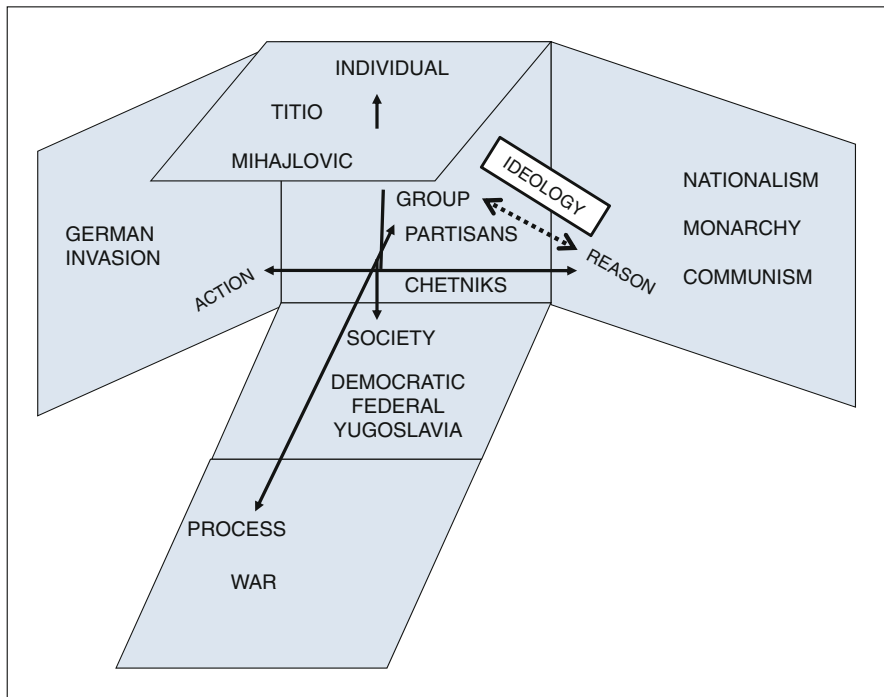 INDIVIDUAL
TITIO
MIHAJLOVIC
IDEOLOGY
GROUP
PARTISANS
CHETNIKS
GERMAN
INVASION
ACTION
REASON
NATIONALISM
MONARCHY
COMMUNISM
SOCIETY
DEMOCRATIC
FEDERAL
YUGOSLAVIA
PROCESS
WAR